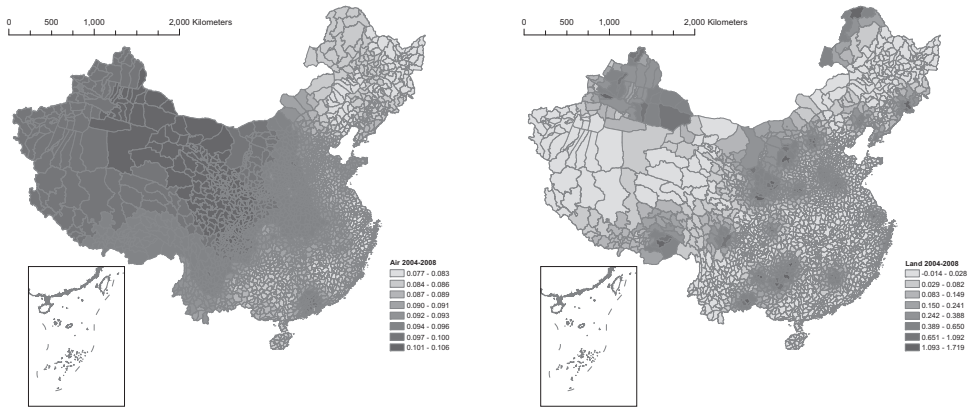 0 500 1,000 2,000 Kilometers
Air 2004-2008
0.077 - 0.083
0.084 - 0.086
0.087 - 0.089
0.090 - 0.091
0.092 - 0.093
0.094 - 0.096
0.097 - 0.100
0.101 - 0.106
0 500 1,000 2,000 Kilometers
Land 2004-2008
-0.014 - 0.028
0.029 - 0.082
0.083 - 0.149
0.150 - 0.241
0.242 - 0.388
0.389 - 0.650
0.651 - 1.092
1.093 - 1.719